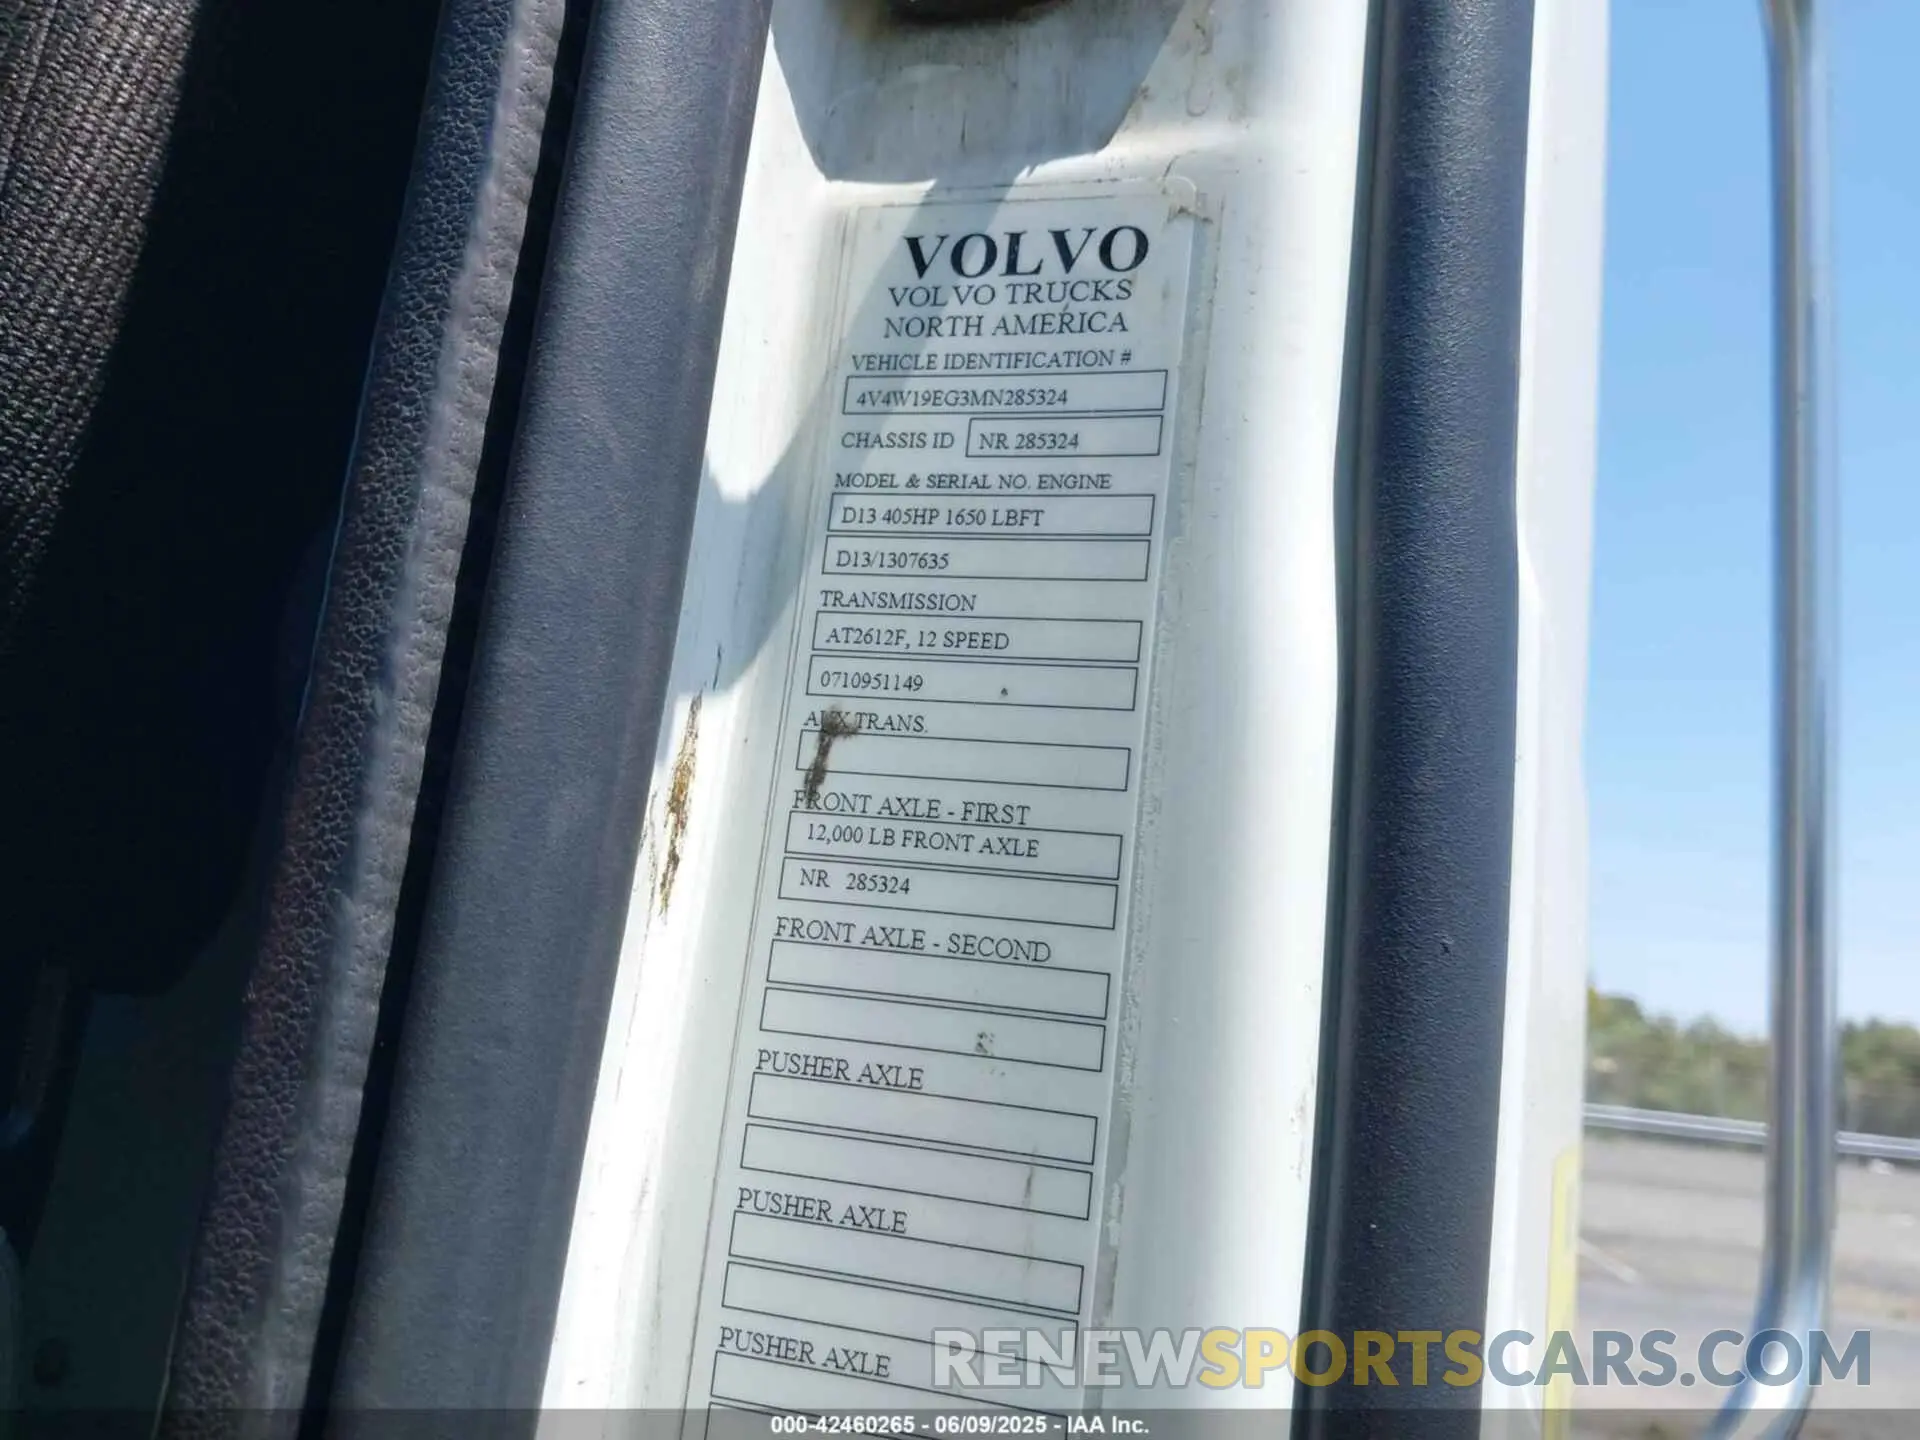 VOLVO
VOLVO TRUCKS
NORTH AMERICA
VEHICLE IDENTIFICATION #
4V4W19EG3MN285324
CHASSIS ID NR 285324
MODEL & SERIAL NO. ENGINE
D13 405HP 1650 LBFT
D13/1307635
TRANSMISSION
AT2612F, 12 SPEED
0710951149
AUX TRANS.
FRONT AXLE - FIRST
12,000 LB FRONT AXLE
NR 285324
FRONT AXLE - SECOND
PUSHER AXLE
PUSHER AXLE
PUSHER AXLE
RENEWSPORTSCARS.COM
000-42460265 - 06/09/2025 - IAA Inc.